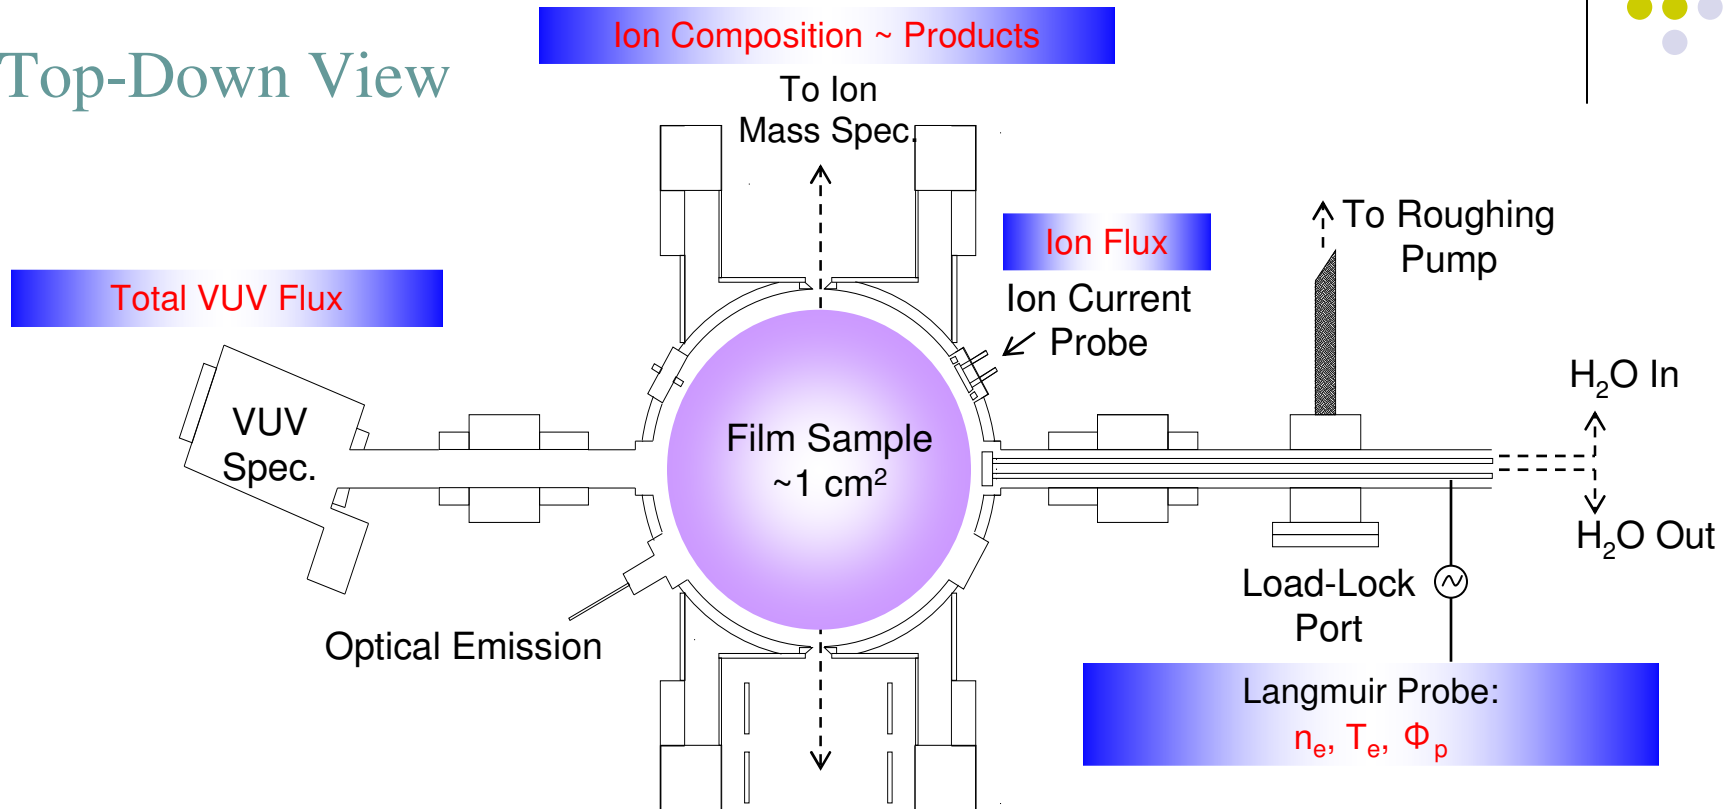 Top-Down View
Ion Composition ~ Products
To Ion
Mass Spec.
Total VUV Flux
Ion Flux
Ion Current
Probe
To Roughing
Pump
VUV
Spec.
Film Sample
~1 cm²
H₂O In
H₂O Out
Optical Emission
Load-Lock
Port
Langmuir Probe:
nₑ, Tₑ, Φₚ